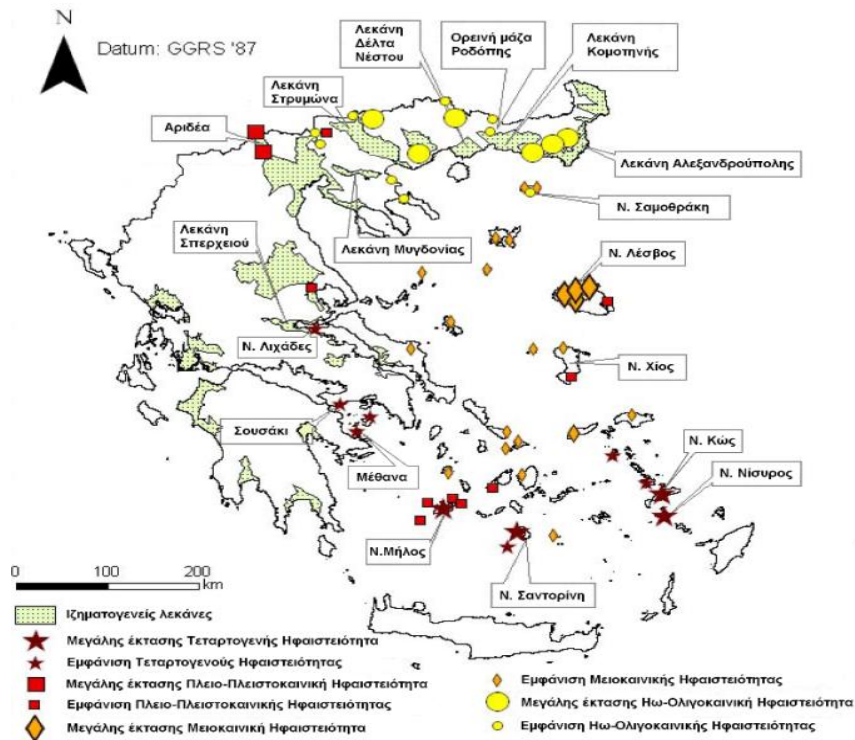 N
Datum: GGRS '87
Λεκάνη
Δέλτα
Νέστου
Ορεινή μάζα
Ροδόπης
Λεκάνη
Κομοτηνής
Λεκάνη
Στρυμώνα
Αριδέα
Λεκάνη Αλεξανδρούπολης
Ν. Σαμοθράκη
Λεκάνη
Σπερχειού
Λεκάνη Μυγδονίας
Ν. Λέσβος
Ν. Λιχάδες
Ν. Χίος
Σουσάκι
Μέθανα
Ν. Κώς
Ν. Νίσυρος
Ν.Μήλος
Ν. Σαντορίνη
0 100 200
km
Ιζηματογενείς λεκάνες
Μεγάλης έκτασης Τεταρτογενής Ηφαιστειότητα
Εμφάνιση Τεταρτογενούς Ηφαιστειότητας
Μεγάλης έκτασης Πλειο-Πλειστοκαινική Ηφαιστειότητα
Εμφάνιση Πλειο-Πλειστοκαινικής Ηφαιστειότητας
Μεγάλης έκτασης Μειοκαινική Ηφαιστειότητα
Εμφάνιση Μειοκαινικής Ηφαιστειότητας
Μεγάλης έκτασης Ηω-Ολιγοκαινική Ηφαιστειότητα
Εμφάνιση Ηω-Ολιγοκαινικής Ηφαιστειότητας